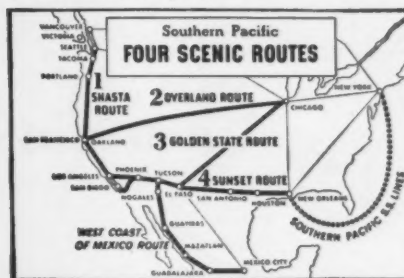 Southern Pacific
FOUR SCENIC ROUTES
VANCOUVER
VICTORIA
SEATTLE
TACOMA
PORTLAND
1
SHASTA
ROUTE
2 OVERLAND ROUTE
NEW YORK
CHICAGO
SAN FRANCISCO
OAKLAND
3 GOLDEN STATE ROUTE
LOS ANGELES
PHOENIX
TUCSON
4 SUNSET ROUTE
SAN DIEGO
EL PASO
NOGALES
SAN ANTONIO
HOUSTON
NEW ORLEANS
SOUTHERN PACIFIC S.S. LINES
WEST COAST
OF MEXICO ROUTE
GUAYMAS
MAZATLAN
GUADALAJARA
MEXICO CITY